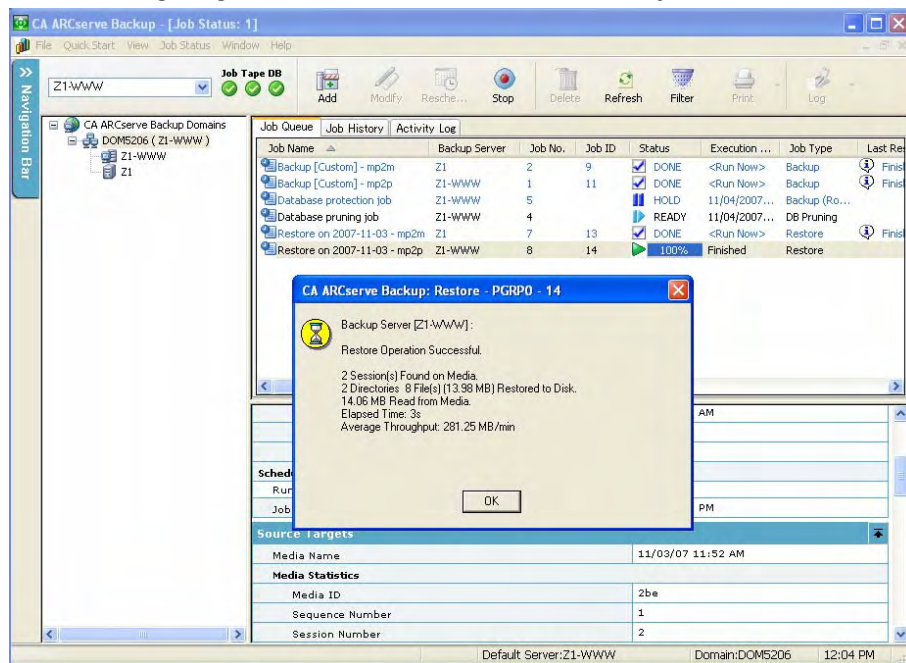 CA ARCserve Backup - [Job Status: 1]
File Quick Start View Job Status Window Help
Navigation Bar
Z1-WWW
Job Tape DB
Add Modify Resche... Stop Delete Refresh Filter Print Log
CA ARCserve Backup Domains
DOM5206 ( Z1-WWW )
Z1-WWW
Z1
Job Queue Job History Activity Log
Job Name Backup Server Job No. Job ID Status Execution ... Job Type Last Res
Backup [Custom] - mp2m Z1 2 9 DONE <Run Now> Backup Finisl
Backup [Custom] - mp2p Z1-WWW 1 11 DONE <Run Now> Backup Finisl
Database protection job Z1-WWW 5 HOLD 11/04/2007... Backup (Ro...
Database pruning job Z1-WWW 4 READY 11/04/2007... DB Pruning
Restore on 2007-11-03 - mp2m Z1 7 13 DONE <Run Now> Restore Finisl
Restore on 2007-11-03 - mp2p Z1-WWW 8 14 100% Finished Restore
CA ARCserve Backup: Restore - PGRP0 - 14
Backup Server [Z1-WWW] :
Restore Operation Successful.
2 Session(s) Found on Media.
2 Directories 8 File(s) (13.98 MB) Restored to Disk.
14.06 MB Read from Media.
Elapsed Time: 3s
Average Throughput: 281.25 MB/min
OK
AM
Sched
Run
Job
PM
Source Targets
Media Name 11/03/07 11:52 AM
Media Statistics
Media ID 2be
Sequence Number 1
Session Number 2
Default Server:Z1-WWW Domain:DOM5206 12:04 PM